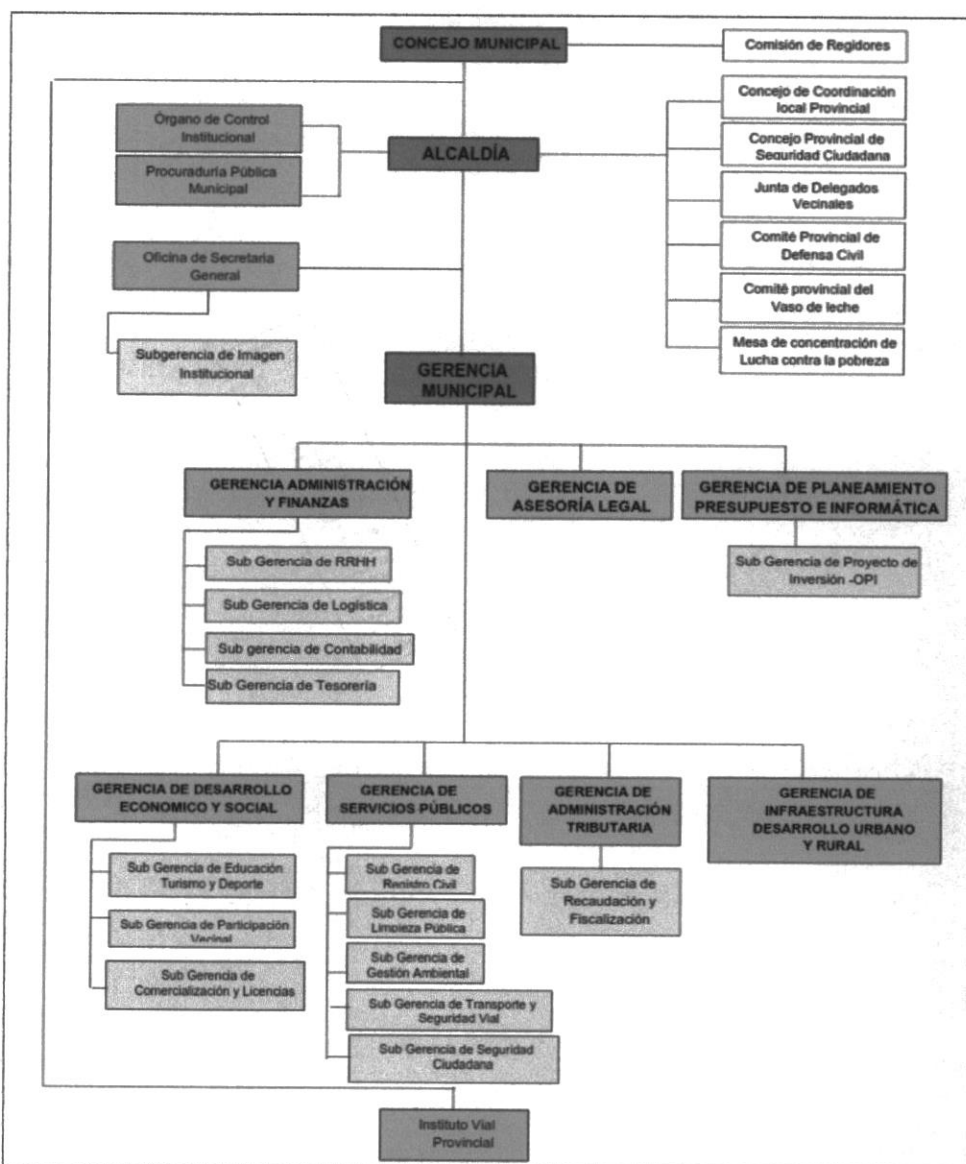 CONCEJO MUNICIPAL
Comisión de Regidores
Concejo de Coordinación
local Provincial
Órgano de Control
Institucional
ALCALDÍA
Concejo Provincial de
Seguridad Ciudadana
Procuraduría Pública
Municipal
Junta de Delegados
Vecinales
Oficina de Secretaria
General
Comité Provincial de
Defensa Civil
Comité provincial del
Vaso de leche
Subgerencia de Imagen
Institucional
Mesa de concentración de
Lucha contra la pobreza
GERENCIA
MUNICIPAL
GERENCIA ADMINISTRACIÓN
Y FINANZAS
GERENCIA DE
ASESORÍA LEGAL
GERENCIA DE PLANEAMIENTO
PRESUPUESTO E INFORMÁTICA
Sub Gerencia de RRHH
Sub Gerencia de Logística
Sub gerencia de Contabilidad
Sub Gerencia de Tesorería
Sub Gerencia de Proyecto de
Inversión -OPI
GERENCIA DE DESARROLLO
ECONOMICO Y SOCIAL
GERENCIA DE
SERVICIOS PÚBLICOS
GERENCIA DE
ADMINISTRACIÓN
TRIBUTARIA
GERENCIA DE
INFRAESTRUCTURA
DESARROLLO URBANO
Y RURAL
Sub Gerencia de Educación
Turismo y Deporte
Sub Gerencia de Participación
Vecinal
Sub Gerencia de
Comercialización y Licencias
Sub Gerencia de
Registro Civil
Sub Gerencia de
Limpieza Pública
Sub Gerencia de
Gestión Ambiental
Sub Gerencia de Transporte y
Seguridad Vial
Sub Gerencia de Seguridad
Ciudadana
Sub Gerencia de
Recaudación y
Fiscalización
Instituto Vial
Provincial